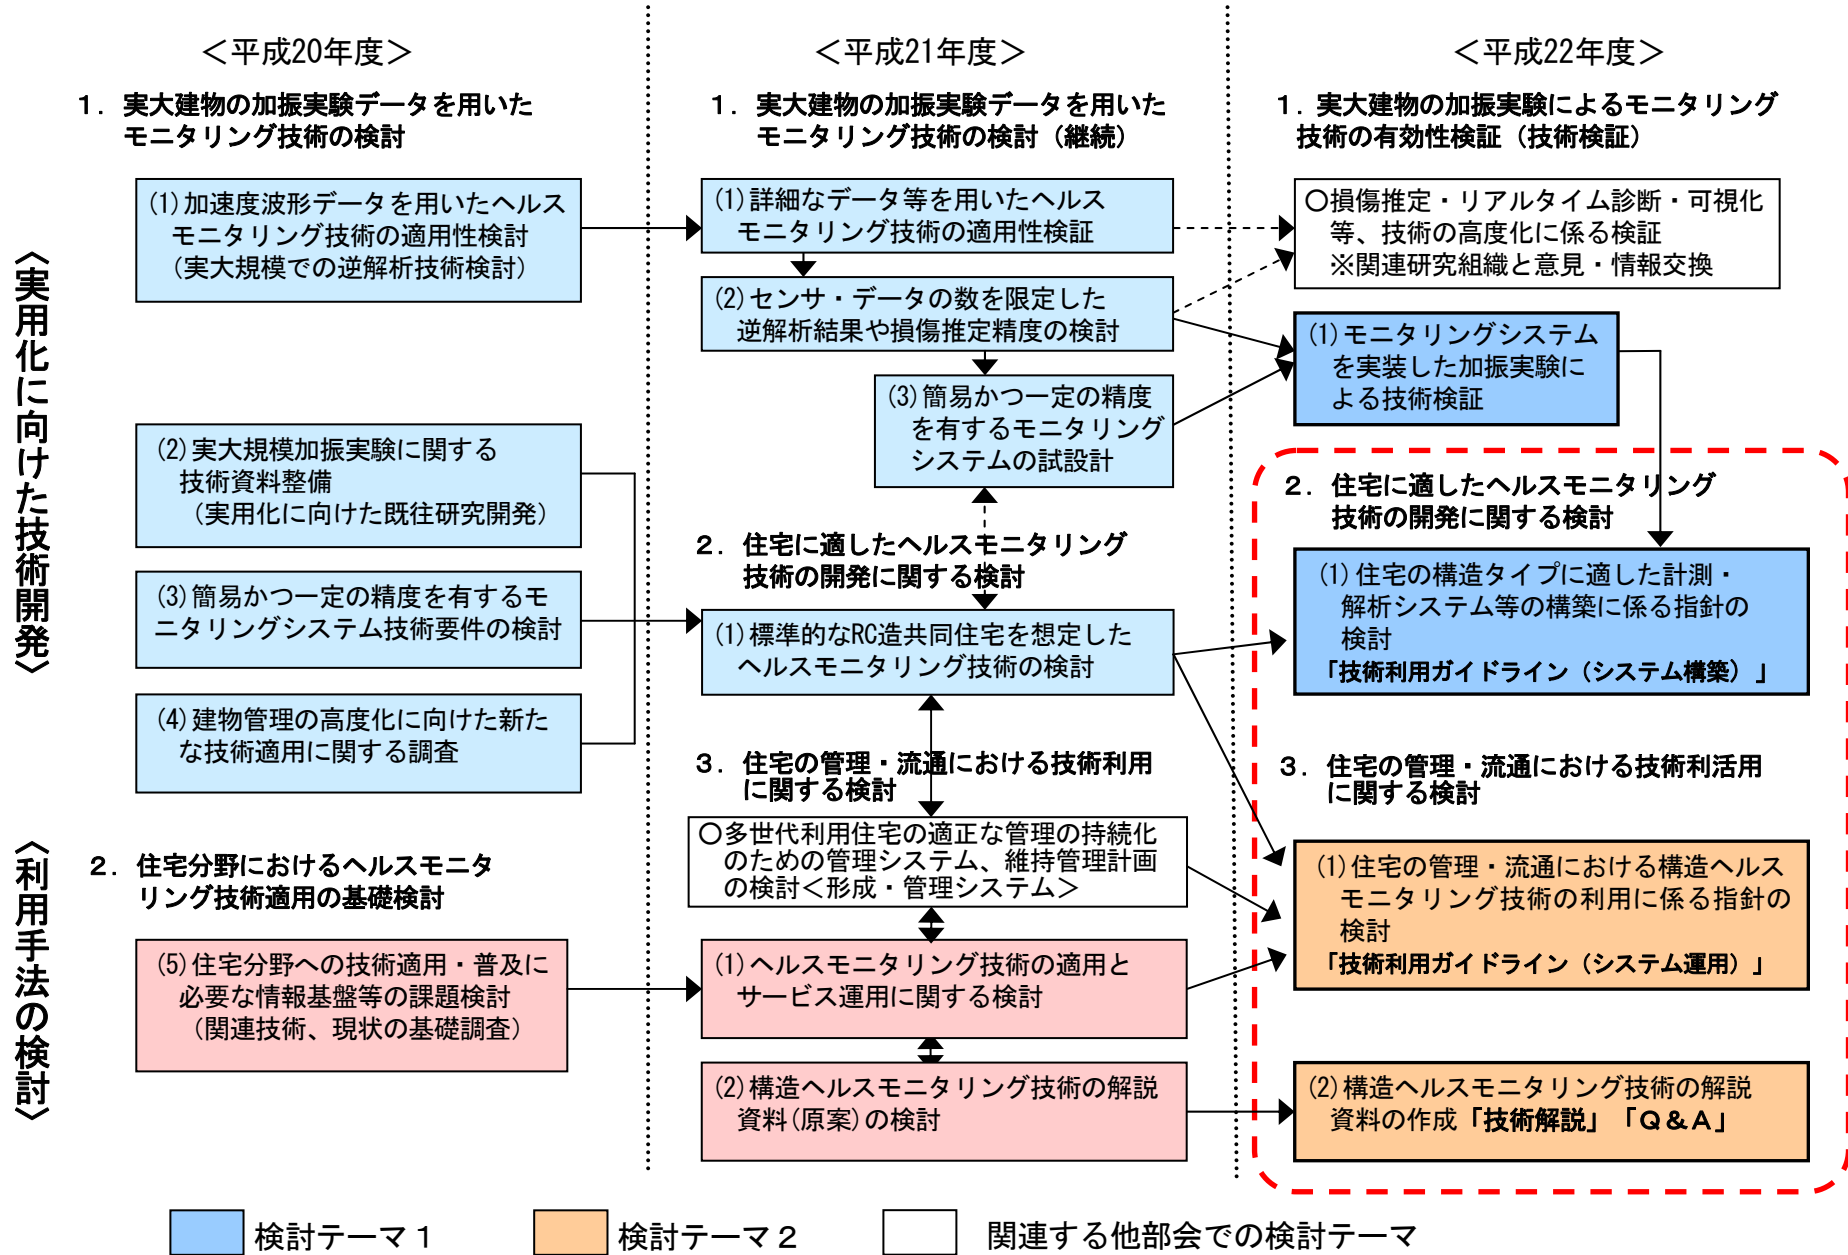 ＜平成20年度＞
１．実大建物の加振実験データを用いた
モニタリング技術の検討
(1)加速度波形データを用いたヘルス
モニタリング技術の適用性検討
（実大規模での逆解析技術検討）
(2)実大規模加振実験に関する
技術資料整備
（実用化に向けた既往研究開発）
(3)簡易かつ一定の精度を有するモ
ニタリングシステム技術要件の検討
(4)建物管理の高度化に向けた新た
な技術適用に関する調査
２．住宅分野におけるヘルスモニタ
リング技術適用の基礎検討
(5)住宅分野への技術適用・普及に
必要な情報基盤等の課題検討
（関連技術、現状の基礎調査）
〈実用化に向けた技術開発〉
〈利用手法の検討〉
＜平成21年度＞
１．実大建物の加振実験データを用いた
モニタリング技術の検討（継続）
(1)詳細なデータ等を用いたヘルス
モニタリング技術の適用性検証
(2)センサ・データの数を限定した
逆解析結果や損傷推定精度の検討
(3)簡易かつ一定の精度
を有するモニタリング
システムの試設計
２．住宅に適したヘルスモニタリング
技術の開発に関する検討
(1)標準的なRC造共同住宅を想定した
ヘルスモニタリング技術の検討
３．住宅の管理・流通における技術利用
に関する検討
○多世代利用住宅の適正な管理の持続化
のための管理システム、維持管理計画
の検討＜形成・管理システム＞
(1)ヘルスモニタリング技術の適用と
サービス運用に関する検討
(2)構造ヘルスモニタリング技術の解説
資料(原案)の検討
＜平成22年度＞
１．実大建物の加振実験によるモニタリング
技術の有効性検証（技術検証）
○損傷推定・リアルタイム診断・可視化
等、技術の高度化に係る検証
※関連研究組織と意見・情報交換
(1)モニタリングシステム
を実装した加振実験に
よる技術検証
２．住宅に適したヘルスモニタリング
技術の開発に関する検討
(1)住宅の構造タイプに適した計測・
解析システム等の構築に係る指針の
検討
「技術利用ガイドライン（システム構築）」
３．住宅の管理・流通における技術利活用
に関する検討
(1)住宅の管理・流通における構造ヘルス
モニタリング技術の利用に係る指針の
検討
「技術利用ガイドライン（システム運用）」
(2)構造ヘルスモニタリング技術の解説
資料の作成「技術解説」「Ｑ＆Ａ」
検討テーマ１
検討テーマ２
関連する他部会での検討テーマ